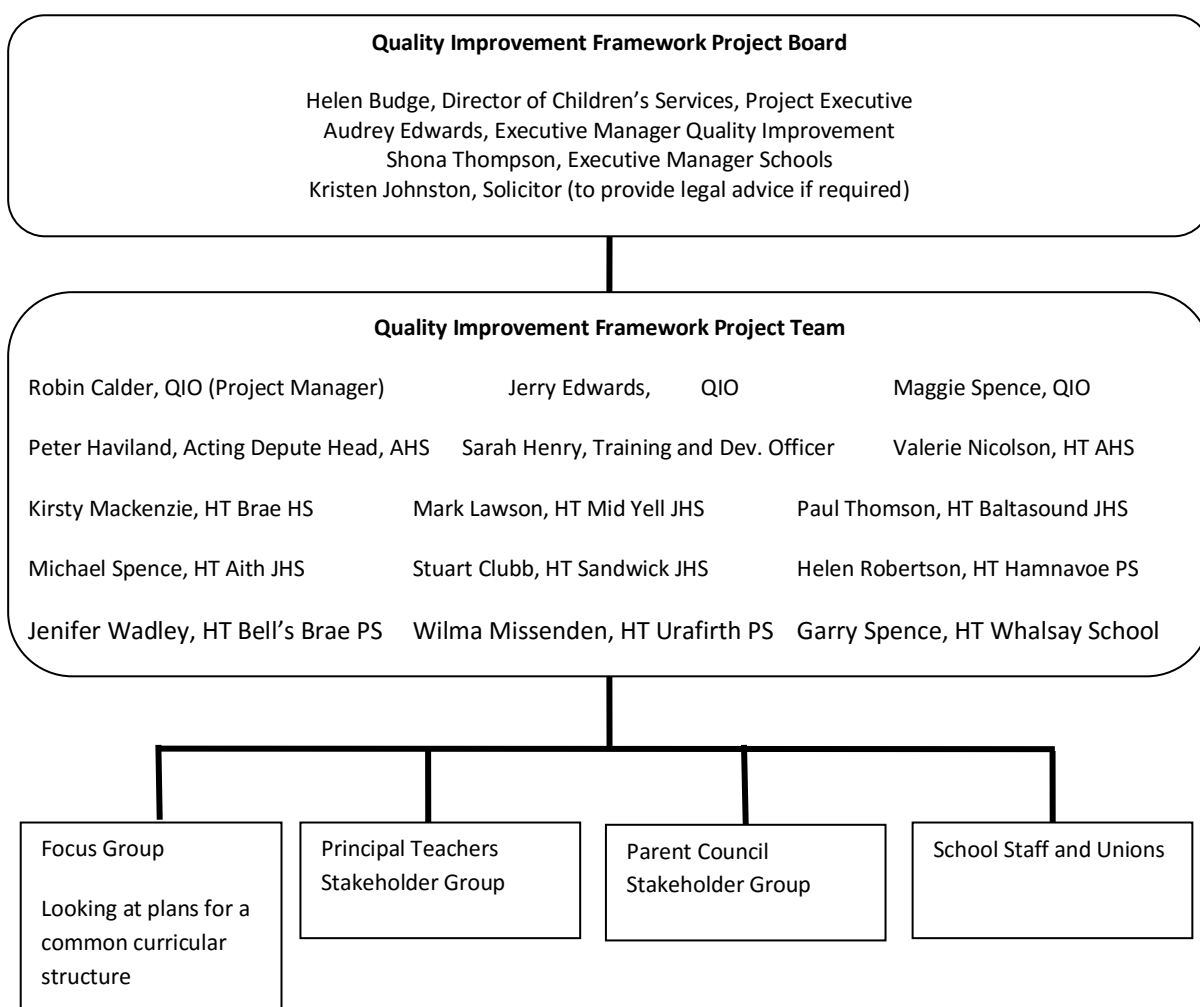 Quality Improvement Framework Project Board
Helen Budge, Director of Children’s Services, Project Executive
Audrey Edwards, Executive Manager Quality Improvement
Shona Thompson, Executive Manager Schools
Kristen Johnston, Solicitor (to provide legal advice if required)
Quality Improvement Framework Project Team
Robin Calder, QIO (Project Manager) Jerry Edwards, QIO Maggie Spence, QIO
Peter Haviland, Acting Depute Head, AHS Sarah Henry, Training and Dev. Officer Valerie Nicolson, HT AHS
Kirsty Mackenzie, HT Brae HS Mark Lawson, HT Mid Yell JHS Paul Thomson, HT Baltasound JHS
Michael Spence, HT Aith JHS Stuart Clubb, HT Sandwick JHS Helen Robertson, HT Hamnavoe PS
Jenifer Wadley, HT Bell’s Brae PS Wilma Missenden, HT Urafirth PS Garry Spence, HT Whalsay School
Focus Group
Looking at plans for a
common curricular
structure
Principal Teachers
Stakeholder Group
Parent Council
Stakeholder Group
School Staff and Unions